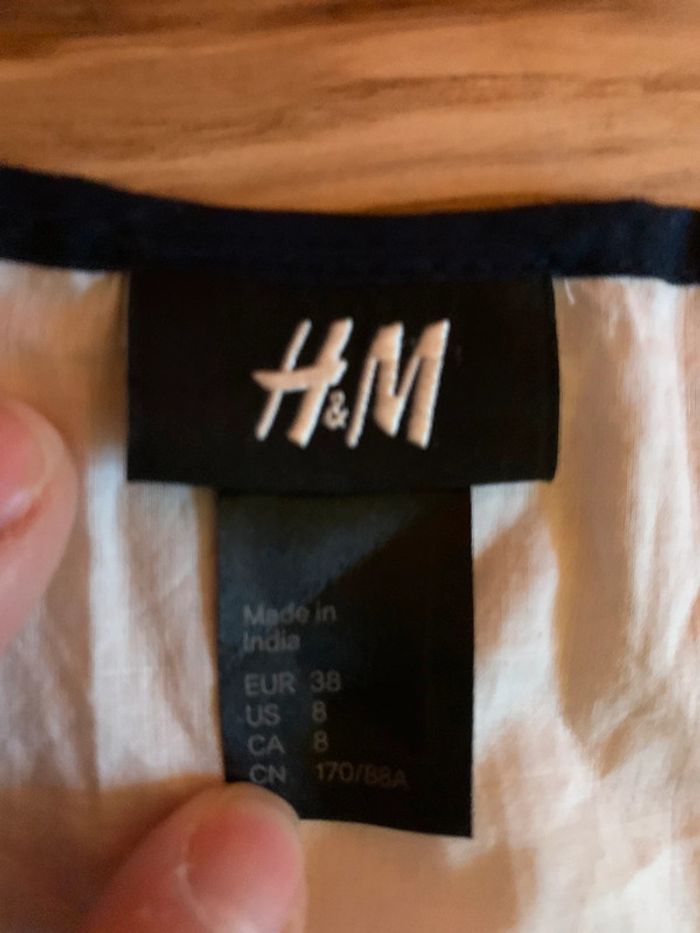 H&M
Made in
India
EUR 38
US 8
CA 8
CN 170/88A